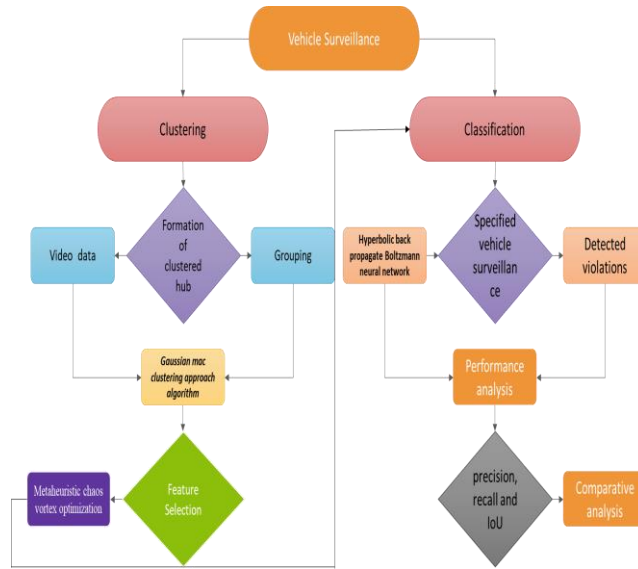 Vehicle Surveillance
Clustering
Classification
Formation
of
clustered
hub
Video data
Grouping
Hyperbolic back
propagate Boltzmann
neural network
Specified
vehicle
surveillan
ce
Detected
violations
Gaussian mac
clustering approach
algorithm
Performance
analysis
Metaheuristic chaos
vortex optimization
Feature
Selection
precision,
recall and
IoU
Comparative
analysis